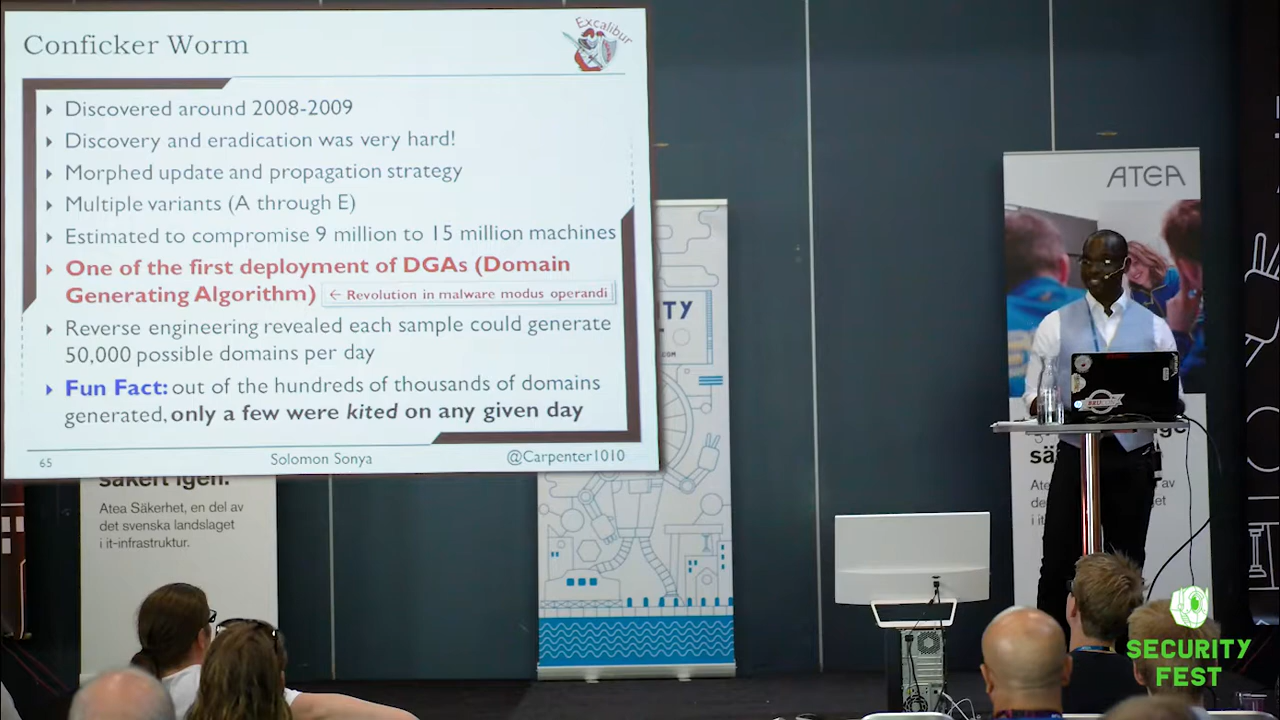 Conficker Worm
Excalibur
Discovered around 2008-2009
Discovery and eradication was very hard!
Morphed update and propagation strategy
Multiple variants (A through E)
Estimated to compromise 9 million to 15 million machines
One of the first deployment of DGAs (Domain
Generating Algorithm) ← Revolution in malware modus operandi
Reverse engineering revealed each sample could generate
50,000 possible domains per day
Fun Fact: out of the hundreds of thousands of domains
generated, only a few were kited on any given day
65
Solomon Sonya
@Carpenter1010
säkert igen.
Atea Säkerhet, en del av
det svenska landslaget
i it-infrastruktur.
ATEA
SECURITY
FEST